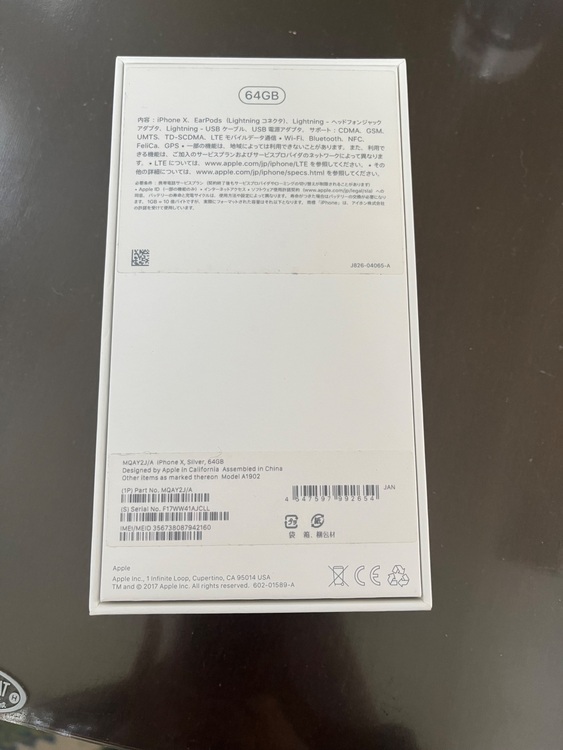 64GB
内容：iPhone X、EarPods（Lightning コネクタ）、Lightning - ヘッドフォンジャック
アダプタ、Lightning - USB ケーブル、USB 電源アダプタ。サポート：CDMA、GSM、
UMTS、TD-SCDMA、LTE モバイルデータ通信 • Wi-Fi、Bluetooth、NFC、
FeliCa、GPS • 一部の機能は、地域によっては利用できないことがあります。また、利用で
きる機能は、ご加入のサービスプランおよびサービスプロバイダのネットワークにより異なりま
す。• LTE については、www.apple.com/jp/iphone/LTE を参照してください。• その
他の詳細については、www.apple.com/jp/iphone/specs.html を参照してください。
J826-04065-A
MQAY2J/A iPhone X, Silver, 64GB
Designed by Apple in California Assembled in China
Other items as marked thereon Model A1902
(1P) Part No. MQAY2J/A
(S) Serial No. F17WW41AJCLL
IMEI/MEID 356738087942160
JAN
4 547597 992654
袋 箱、梱包材
Apple
Apple Inc., 1 Infinite Loop, Cupertino, CA 95014 USA
TM and © 2017 Apple Inc. All rights reserved. 602-01589-A